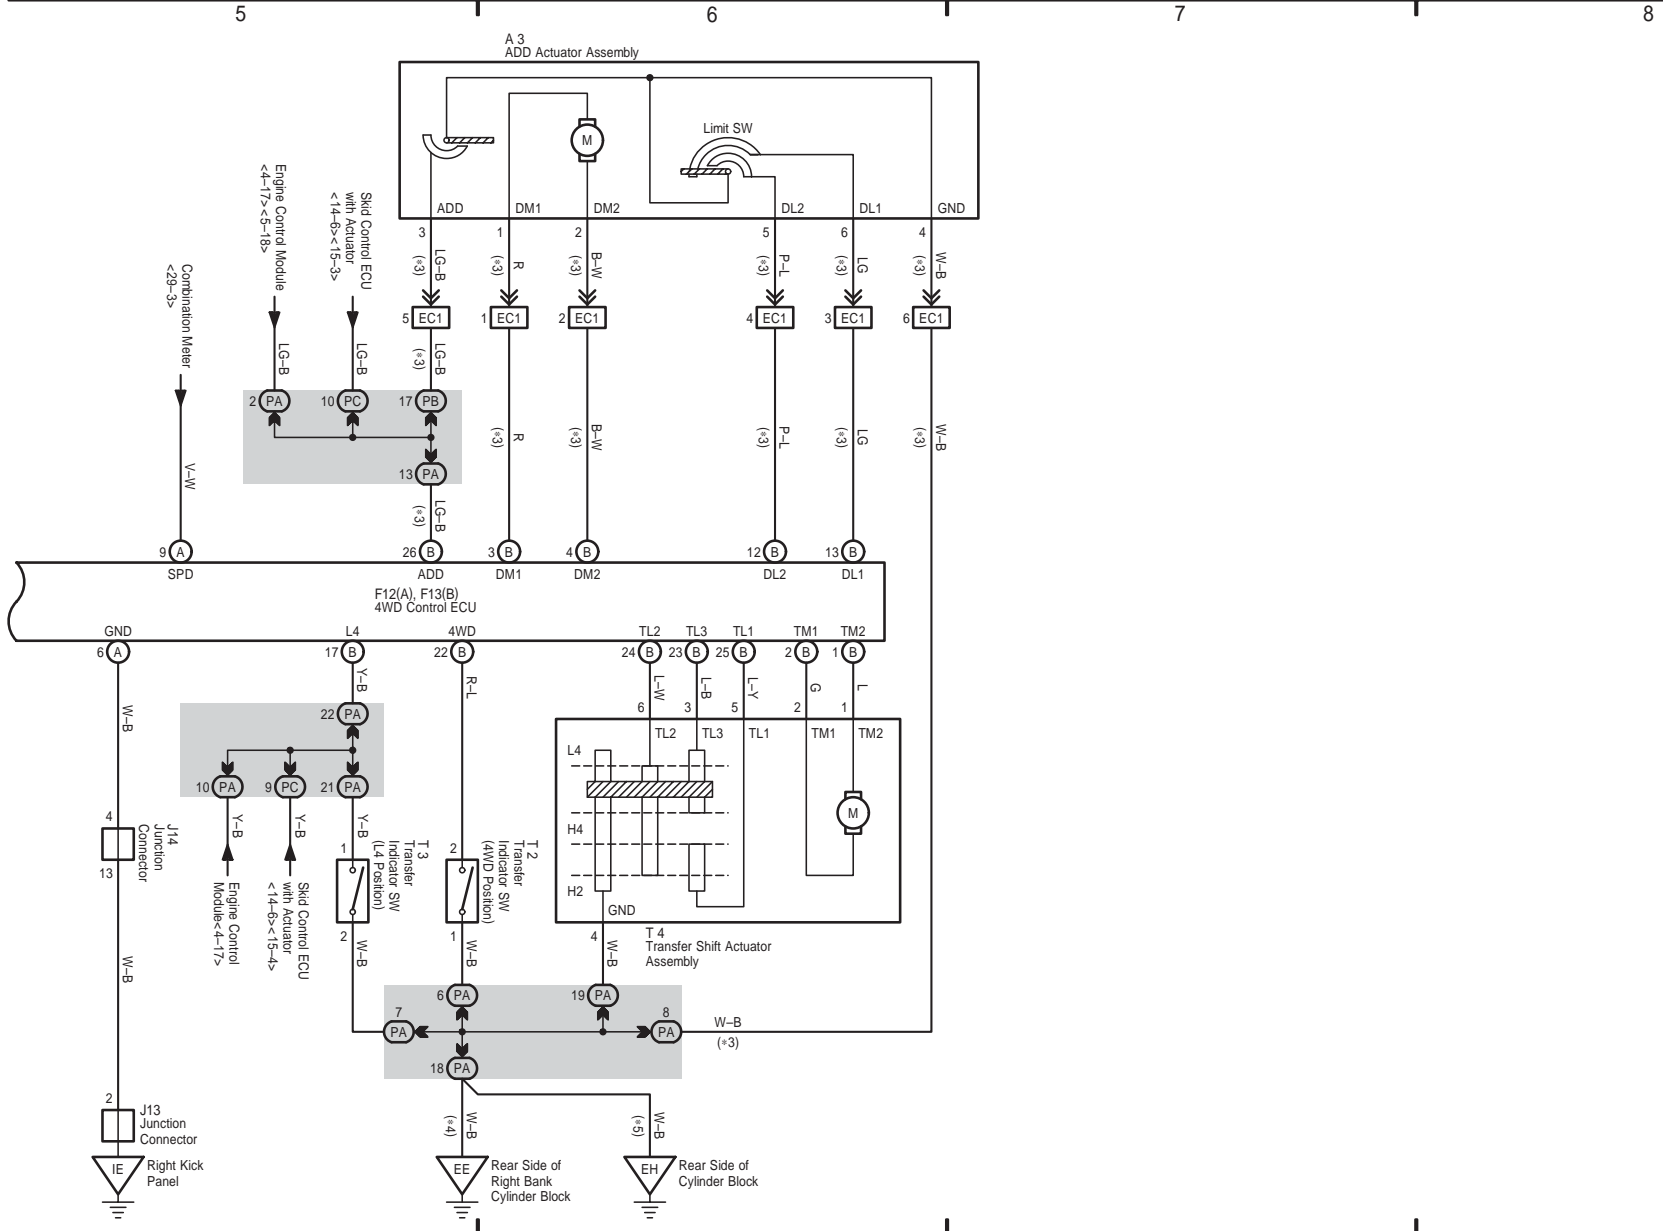 5
6
7
8
A 3
ADD Actuator Assembly
M
Limit SW
ADD
DM1
DM2
DL2
DL1
GND
3
1
2
5
6
4
LG–B
(*3)
R
(*3)
B–W
(*3)
P–L
(*3)
LG
(*3)
W–B
(*3)
5 EC1
1 EC1
2 EC1
4 EC1
3 EC1
6 EC1
Combination Meter
<29–3>
Engine Control Module
<4–17><5–18>
Skid Control ECU
with Actuator
<14–6><15–3>
LG–B
LG–B
LG–B
(*3)
2 PA
10 PC
17 PB
13 PA
V–W
LG–B
(*3)
R
(*3)
B–W
(*3)
P–L
(*3)
LG
(*3)
W–B
(*3)
9 A
26 B
3 B
4 B
12 B
13 B
SPD
ADD
DM1
DM2
DL2
DL1
F12(A), F13(B)
4WD Control ECU
GND
L4
4WD
TL2
TL3
TL1
TM1
TM2
6 A
17 B
22 B
24 B
23 B
25 B
2 B
1 B
W–B
Y–B
R–L
L–W
L–B
L–Y
G
L
6
3
5
2
1
22 PA
10 PA
9 PC
21 PA
TL2
TL3
TL1
TM1
TM2
L4
H4
H2
M
GND
4
J14
Junction
Connector
13
Y–B
Y–B
Y–B
Engine Control
Module<4–17>
Skid Control ECU
with Actuator
<14–6><15–4>
1
T 3
Transfer
Indicator SW
(L4 Position)
2
2
T 2
Transfer
Indicator SW
(4WD Position)
1
4
T 4
Transfer Shift Actuator
Assembly
W–B
W–B
W–B
W–B
6 PA
19 PA
7
PA
8
PA
18 PA
W–B
(*3)
2
J13
Junction
Connector
W–B
(*4)
W–B
(*5)
IE
Right Kick
Panel
EE
Rear Side of
Right Bank
Cylinder Block
EH
Rear Side of
Cylinder Block